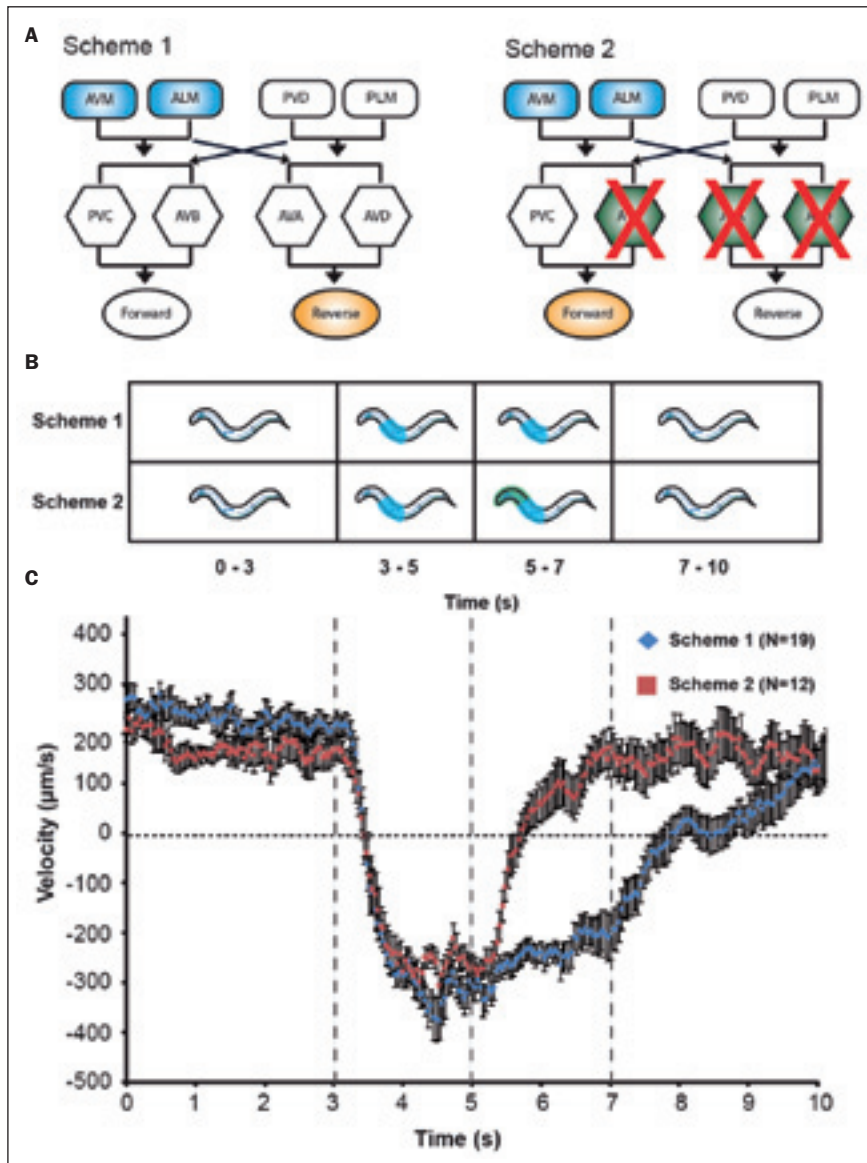 A
Scheme 1
Scheme 2
AVM
ALM
PVD
PLM
AVM
ALM
PVD
PLM
PVC
AVB
AVA
AVD
PVC
Forward
Reverse
Forward
Reverse
B
Scheme 1
Scheme 2
0 - 3
3 - 5
5 - 7
7 - 10
Time (s)
C
Scheme 1 (N=19)
Scheme 2 (N=12)
Velocity (µm/s)
400
300
200
100
0
-100
-200
-300
-400
-500
0 1 2 3 4 5 6 7 8 9 10
Time (s)